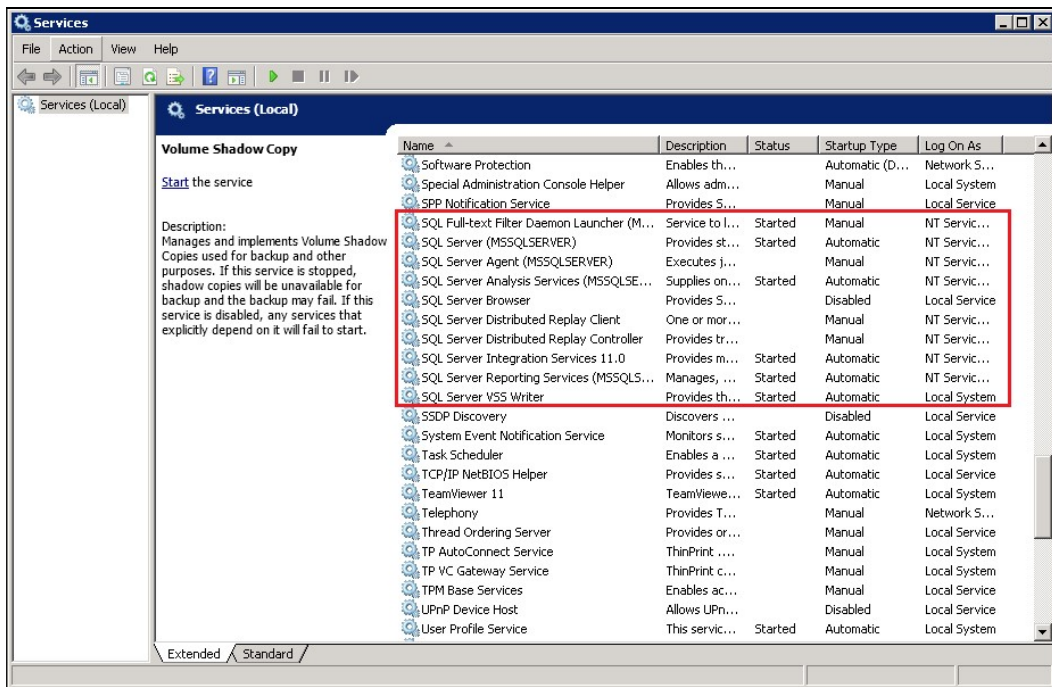 Services
File Action View Help
Services (Local)
Services (Local)
Volume Shadow Copy
Start the service
Description:
Manages and implements Volume Shadow
Copies used for backup and other
purposes. If this service is stopped,
shadow copies will be unavailable for
backup and the backup may fail. If this
service is disabled, any services that
explicitly depend on it will fail to start.
Name Description Status Startup Type Log On As
Software Protection Enables th... Automatic (D... Network S...
Special Administration Console Helper Allows adm... Manual Local System
SPP Notification Service Provides S... Manual Local Service
SQL Full-text Filter Daemon Launcher (M... Service to l... Started Manual NT Servic...
SQL Server (MSSQLSERVER) Provides st... Started Automatic NT Servic...
SQL Server Agent (MSSQLSERVER) Executes j... Manual NT Servic...
SQL Server Analysis Services (MSSQLSE... Supplies on... Started Automatic NT Servic...
SQL Server Browser Provides S... Disabled Local Service
SQL Server Distributed Replay Client One or mor... Manual NT Servic...
SQL Server Distributed Replay Controller Provides tr... Manual NT Servic...
SQL Server Integration Services 11.0 Provides m... Started Automatic NT Servic...
SQL Server Reporting Services (MSSQLS... Manages, ... Started Automatic NT Servic...
SQL Server VSS Writer Provides th... Started Automatic Local System
SSDP Discovery Discovers ... Disabled Local Service
System Event Notification Service Monitors s... Started Automatic Local System
Task Scheduler Enables a ... Started Automatic Local System
TCP/IP NetBIOS Helper Provides s... Started Automatic Local Service
TeamViewer 11 TeamViewe... Started Automatic Local System
Telephony Provides T... Manual Network S...
Thread Ordering Server Provides or... Manual Local Service
TP AutoConnect Service ThinPrint .... Manual Local System
TP VC Gateway Service ThinPrint c... Manual Local System
TPM Base Services Enables ac... Manual Local Service
UPnP Device Host Allows UPn... Disabled Local Service
User Profile Service This servic... Started Automatic Local System
Extended Standard